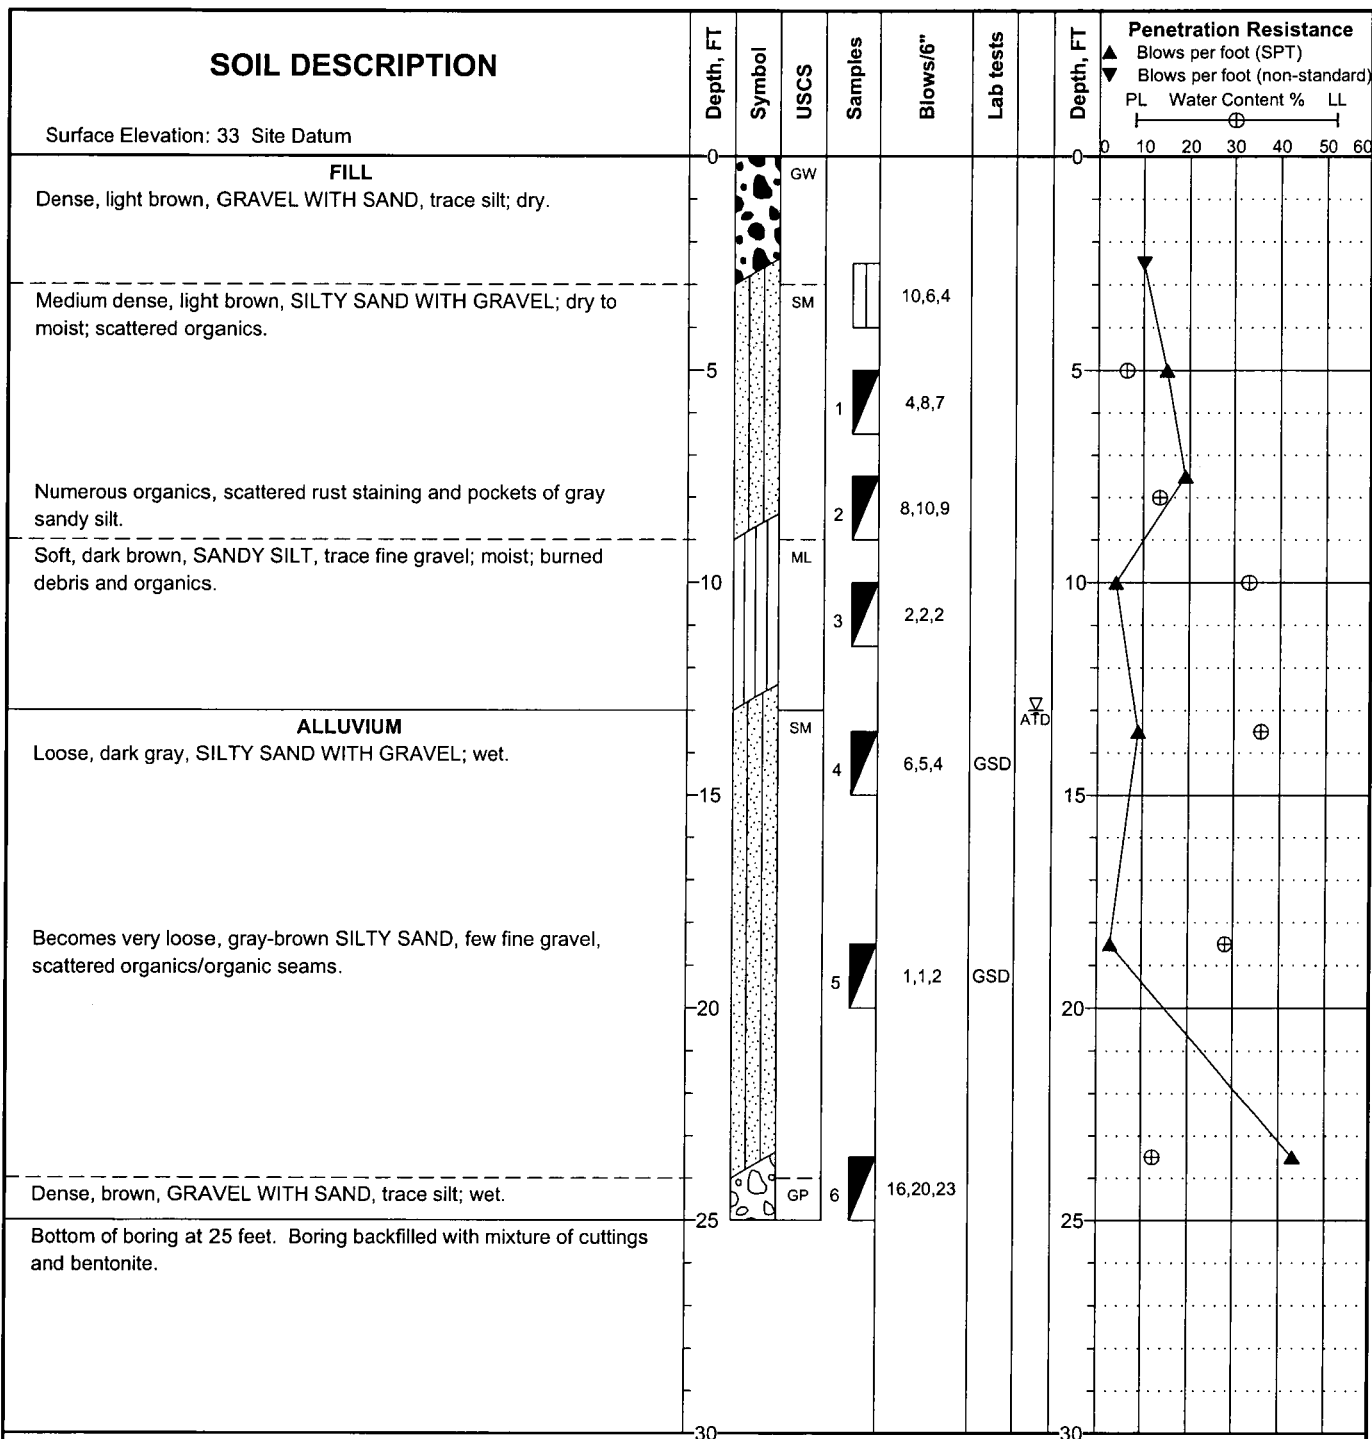 SOIL DESCRIPTION
Surface Elevation: 33 Site Datum
Depth, FT
Symbol
USCS
Samples
Blows/6"
Lab tests
Depth, FT
Penetration Resistance
▲ Blows per foot (SPT)
▼ Blows per foot (non-standard)
PL Water Content % LL
0 10 20 30 40 50 60
0 0
FILL
GW
Dense, light brown, GRAVEL WITH SAND, trace silt; dry.
Medium dense, light brown, SILTY SAND WITH GRAVEL; dry to
moist; scattered organics.
SM
10,6,4
5 5
1 4,8,7
Numerous organics, scattered rust staining and pockets of gray
sandy silt.
2 8,10,9
Soft, dark brown, SANDY SILT, trace fine gravel; moist; burned
debris and organics.
ML
10 10
3 2,2,2
ATD
ALLUVIUM
SM
Loose, dark gray, SILTY SAND WITH GRAVEL; wet.
4 6,5,4 GSD
15 15
Becomes very loose, gray-brown SILTY SAND, few fine gravel,
scattered organics/organic seams.
5 1,1,2 GSD
20 20
Dense, brown, GRAVEL WITH SAND, trace silt; wet.
GP 6 16,20,23
25 25
Bottom of boring at 25 feet. Boring backfilled with mixture of cuttings
and bentonite.
30 30